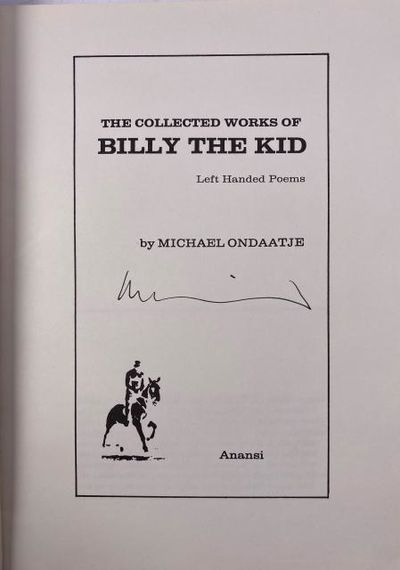 THE COLLECTED WORKS OF
BILLY THE KID
Left Handed Poems
by MICHAEL ONDAATJE
Anansi